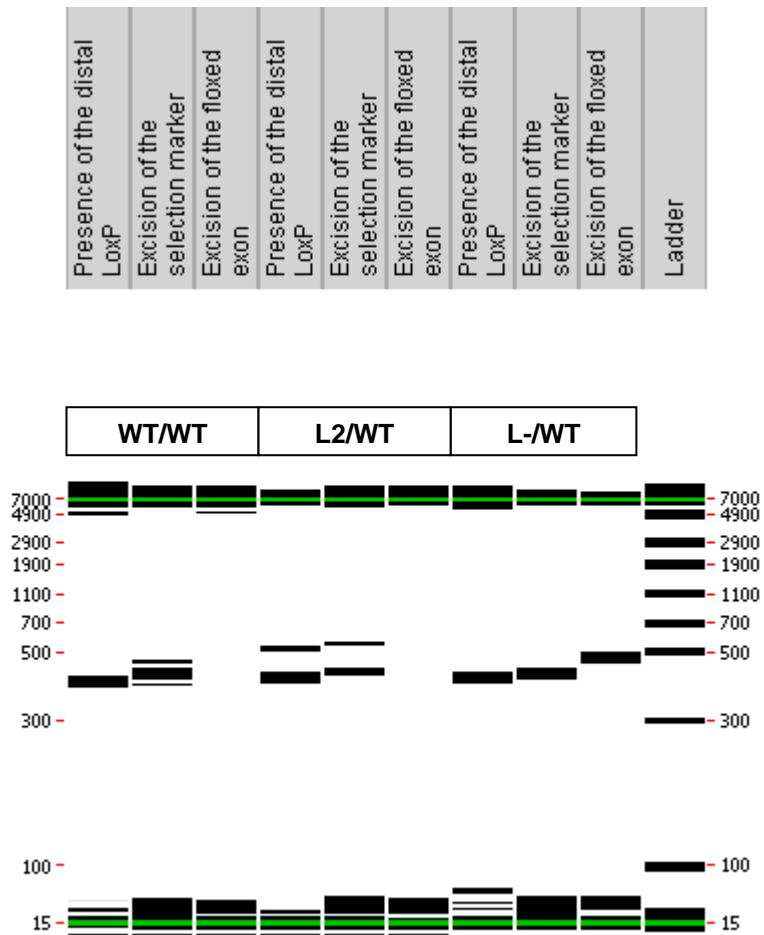 Presence of the distal
LoxP
Excision of the
selection marker
Excision of the floxed
exon
Presence of the distal
LoxP
Excision of the
selection marker
Excision of the floxed
exon
Presence of the distal
LoxP
Excision of the
selection marker
Excision of the floxed
exon
Ladder
WT/WT L2/WT L-/WT
7000 7000
4900 4900
2900 2900
1900 1900
1100 1100
700 700
500 500
300 300
100 100
15 15